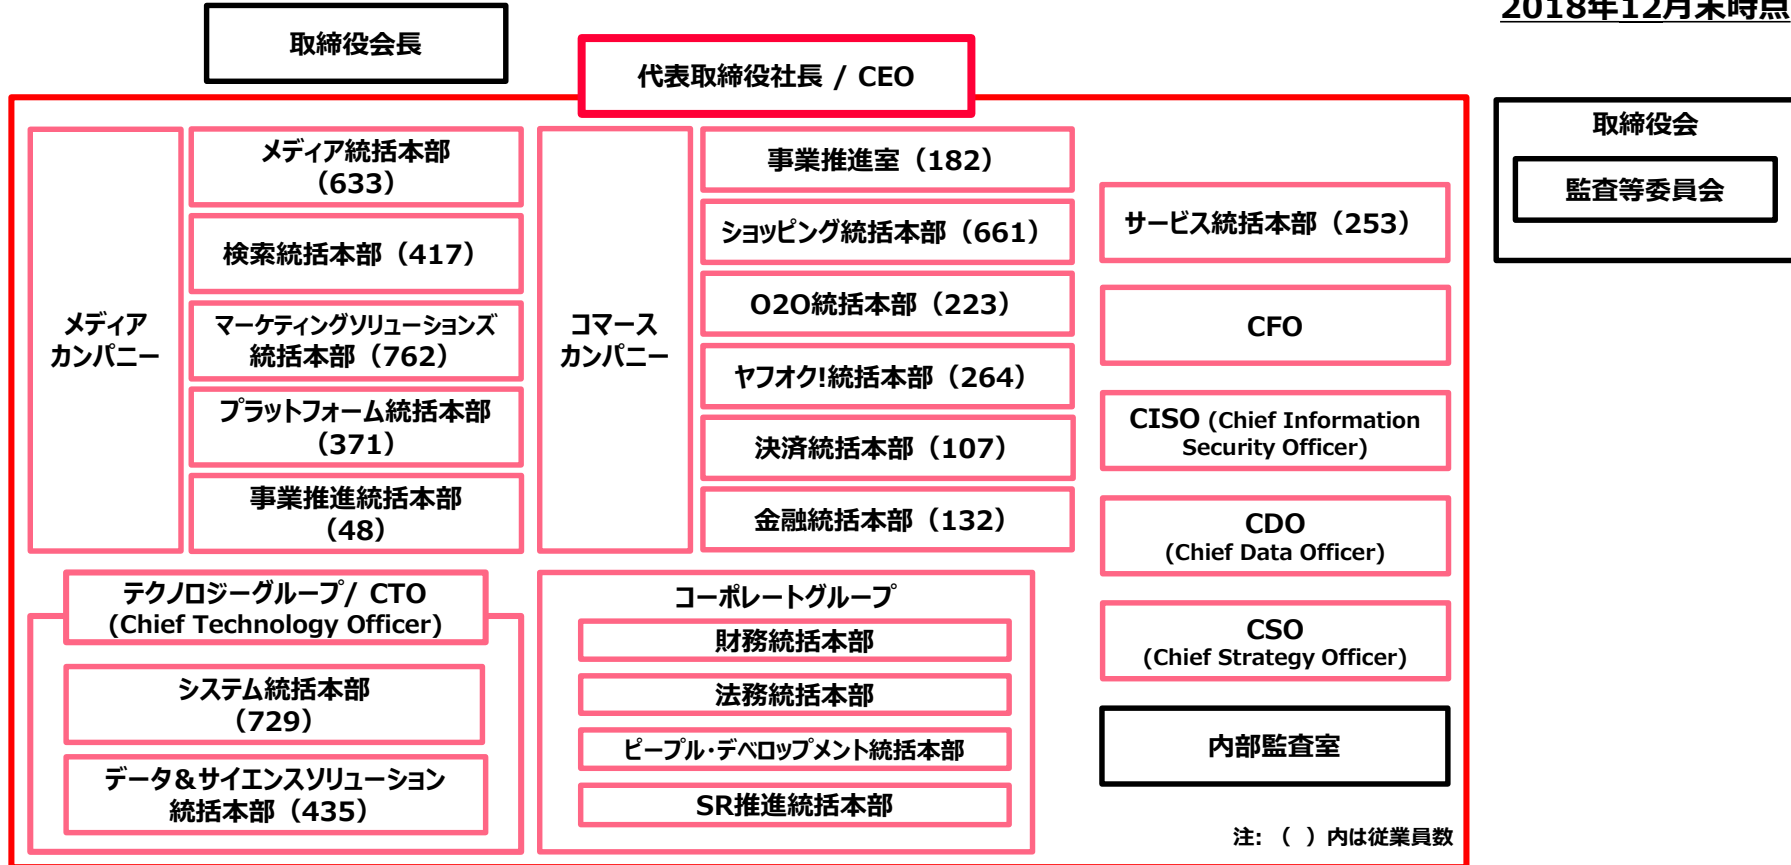 2018年12月末時点
取締役会長
代表取締役社長 / CEO
取締役会
監査等委員会
メディア
カンパニー
メディア統括本部
（633）
検索統括本部（417）
マーケティングソリューションズ
統括本部（762）
プラットフォーム統括本部
（371）
事業推進統括本部
（48）
コマース
カンパニー
事業推進室（182）
ショッピング統括本部（661）
O2O統括本部（223）
ヤフオク!統括本部（264）
決済統括本部（107）
金融統括本部（132）
サービス統括本部（253）
CFO
CISO (Chief Information
Security Officer)
CDO
(Chief Data Officer)
CSO
(Chief Strategy Officer)
内部監査室
テクノロジーグループ/ CTO
(Chief Technology Officer)
システム統括本部
（729）
データ&サイエンスソリューション
統括本部（435）
コーポレートグループ
財務統括本部
法務統括本部
ピープル・デベロップメント統括本部
SR推進統括本部
注: （ ）内は従業員数